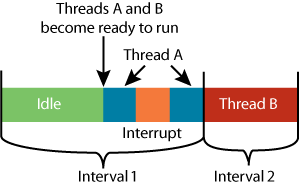 Threads A and B
become ready to run
Thread A
Idle
Thread B
Interrupt
Interval 1
Interval 2